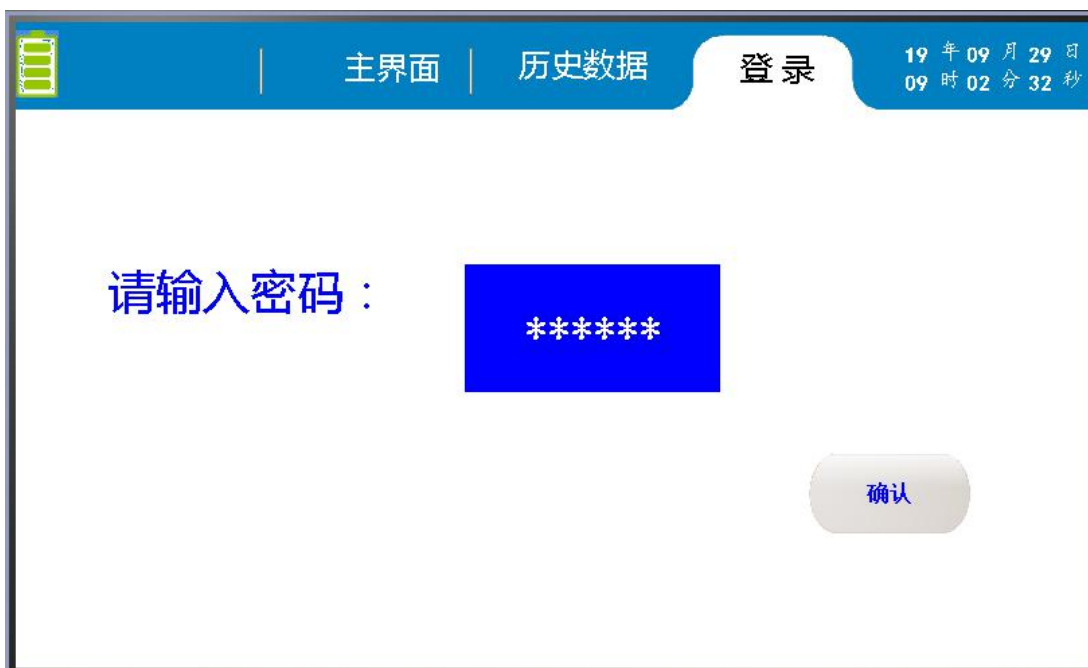 主界面 历史数据 登录 19 年 09 月 29 日
09 时 02 分 32 秒
请输入密码：
******
确认